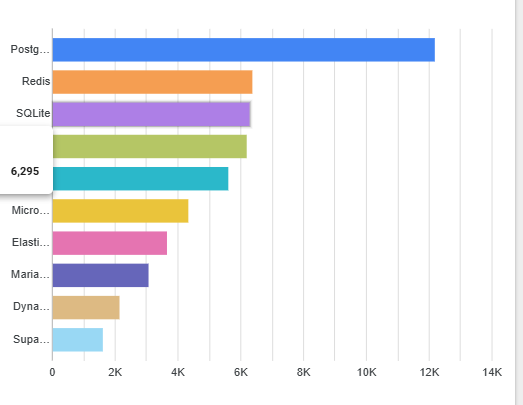 Postg...
Redis
SQLite
6,295
Micro...
Elasti...
Maria...
Dyna...
Supa...
0 2K 4K 6K 8K 10K 12K 14K